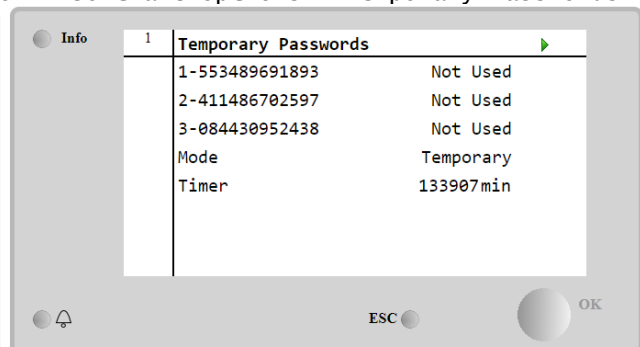 Info
1 Temporary Passwords
1-553489691893 Not Used
2-411486702597 Not Used
3-084430952438 Not Used
Mode Temporary
Timer 133907min
ESC OK